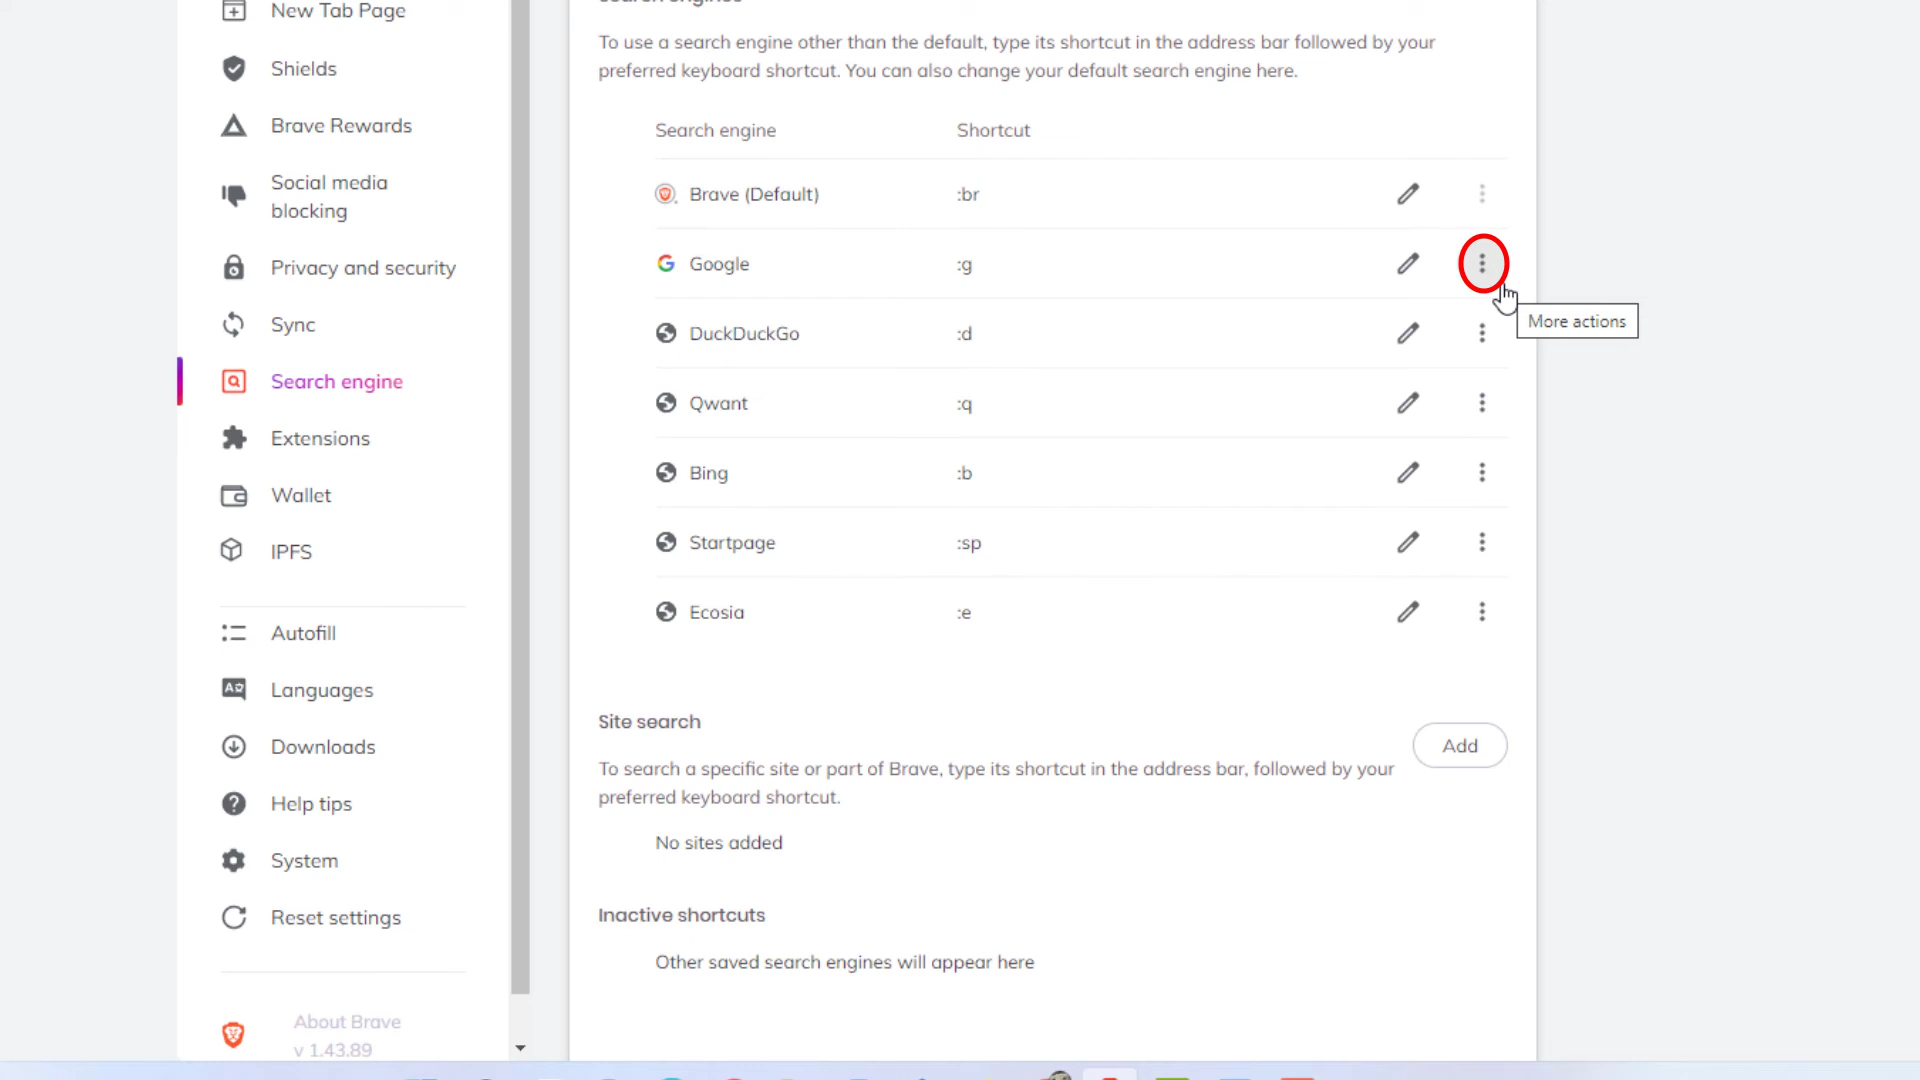 New Tab Page
Shields
Brave Rewards
Social media
blocking
Privacy and security
Sync
Search engine
Extensions
Wallet
IPFS
Autofill
Languages
Downloads
Help tips
System
Reset settings
About Brave
v 1.43.89
To use a search engine other than the default, type its shortcut in the address bar followed by your
preferred keyboard shortcut. You can also change your default search engine here.
Search engine Shortcut
Brave (Default) :br
Google :g
More actions
DuckDuckGo :d
Qwant :q
Bing :b
Startpage :sp
Ecosia :e
Site search
Add
To search a specific site or part of Brave, type its shortcut in the address bar, followed by your
preferred keyboard shortcut.
No sites added
Inactive shortcuts
Other saved search engines will appear here